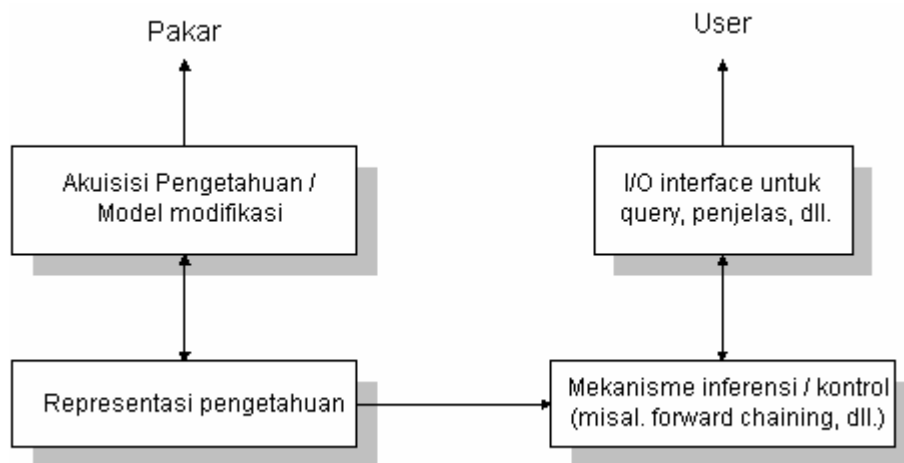 Pakar
User
Akuisisi Pengetahuan /
Model modifikasi
I/O interface untuk
query, penjelas, dll.
Representasi pengetahuan
Mekanisme inferensi / kontrol
(misal. forward chaining, dll.)